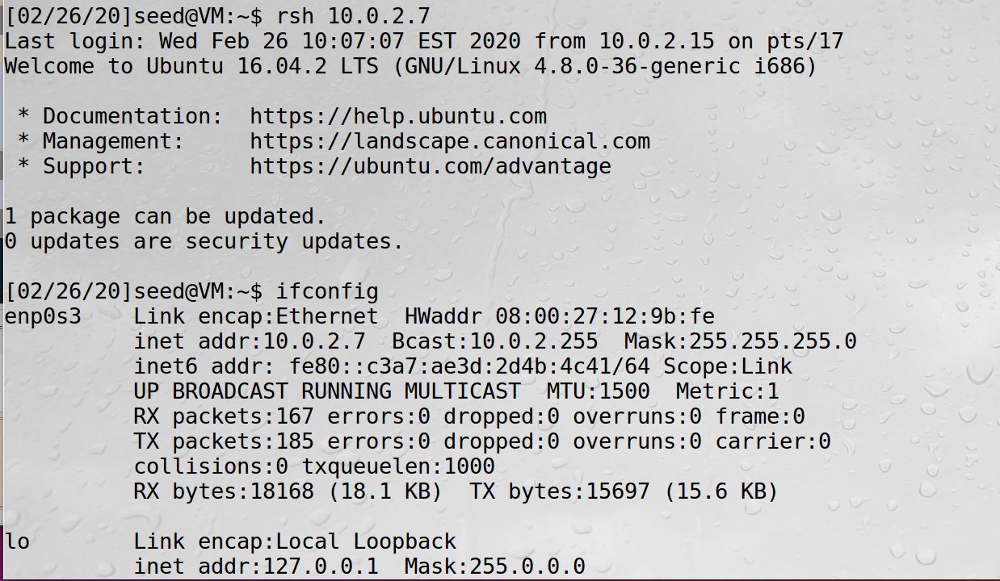 [02/26/20]seed@VM:~$ rsh 10.0.2.7
Last login: Wed Feb 26 10:07:07 EST 2020 from 10.0.2.15 on pts/17
Welcome to Ubuntu 16.04.2 LTS (GNU/Linux 4.8.0-36-generic i686)

 * Documentation:  https://help.ubuntu.com
 * Management:     https://landscape.canonical.com
 * Support:        https://ubuntu.com/advantage

1 package can be updated.
0 updates are security updates.

[02/26/20]seed@VM:~$ ifconfig
enp0s3    Link encap:Ethernet  HWaddr 08:00:27:12:9b:fe
          inet addr:10.0.2.7  Bcast:10.0.2.255  Mask:255.255.255.0
          inet6 addr: fe80::c3a7:ae3d:2d4b:4c41/64 Scope:Link
          UP BROADCAST RUNNING MULTICAST  MTU:1500  Metric:1
          RX packets:167 errors:0 dropped:0 overruns:0 frame:0
          TX packets:185 errors:0 dropped:0 overruns:0 carrier:0
          collisions:0 txqueuelen:1000
          RX bytes:18168 (18.1 KB)  TX bytes:15697 (15.6 KB)

lo        Link encap:Local Loopback
          inet addr:127.0.0.1  Mask:255.0.0.0